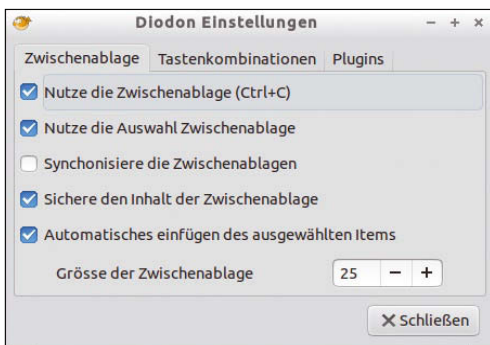 Diodon Einstellungen
Zwischenablage Tastenkombinationen Plugins
Nutze die Zwischenablage (Ctrl+C)
Nutze die Auswahl Zwischenablage
Synchonisiere die Zwischenablagen
Sichere den Inhalt der Zwischenablage
Automatisches einfügen des ausgewählten Items
Grösse der Zwischenablage 25 − +
Schließen